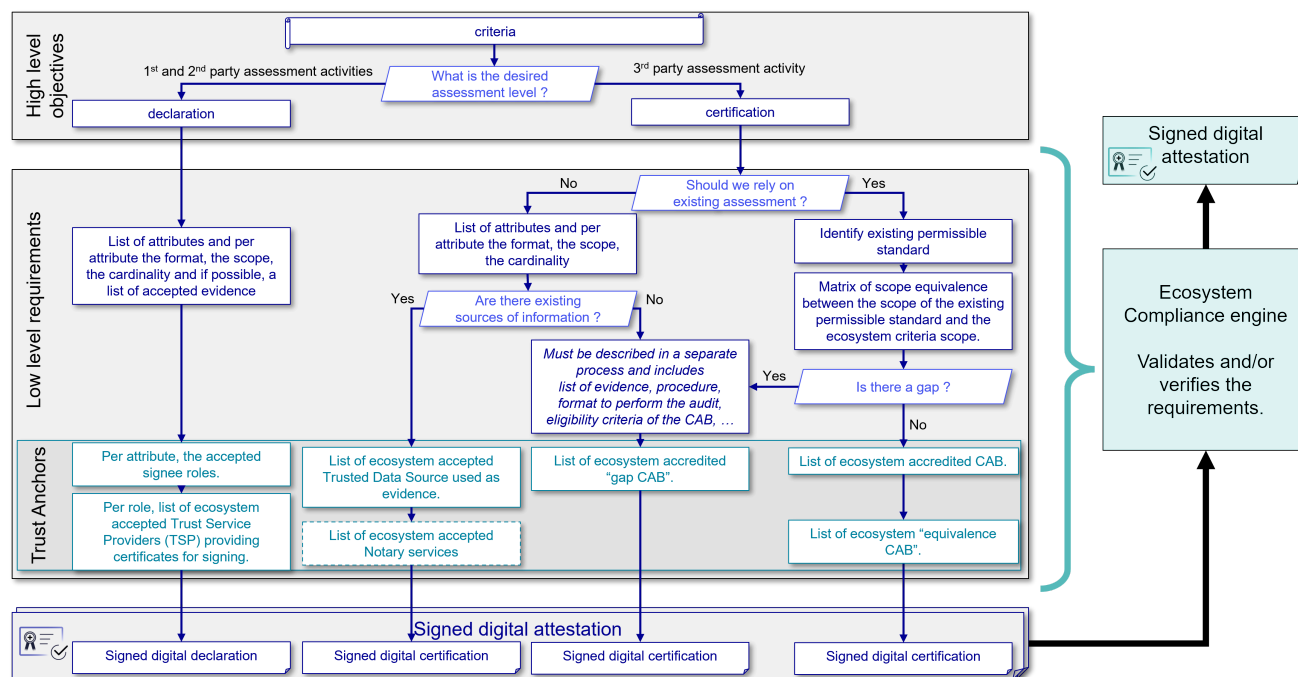 High level
objectives
criteria
1st and 2nd party assessment activities
What is the desired
assessment level ?
3rd party assessment activity
declaration
certification
Low level requirements
No
Should we rely on
existing assessment ?
Yes
List of attributes and per
attribute the format, the scope,
the cardinality and if possible, a
list of accepted evidence
List of attributes and per
attribute the format, the scope,
the cardinality
Identify existing permissible
standard
Yes
Are there existing
sources of information ?
No
Matrix of scope equivalence
between the scope of the existing
permissible standard and the
ecosystem criteria scope.
Must be described in a separate
process and includes
list of evidence, procedure,
format to perform the audit,
eligibility criteria of the CAB, …
Yes
Is there a gap ?
No
Trust Anchors
Per attribute, the accepted
signee roles.
Per role, list of ecosystem
accepted Trust Service
Providers (TSP) providing
certificates for signing.
List of ecosystem accepted
Trusted Data Source used as
evidence.
List of ecosystem accepted
Notary services
List of ecosystem accredited
“gap CAB”.
List of ecosystem accredited CAB.
List of ecosystem “equivalence
CAB”.
Signed digital attestation
Signed digital declaration
Signed digital certification
Signed digital certification
Signed digital certification
Signed digital
attestation
Ecosystem
Compliance engine
Validates and/or
verifies the
requirements.